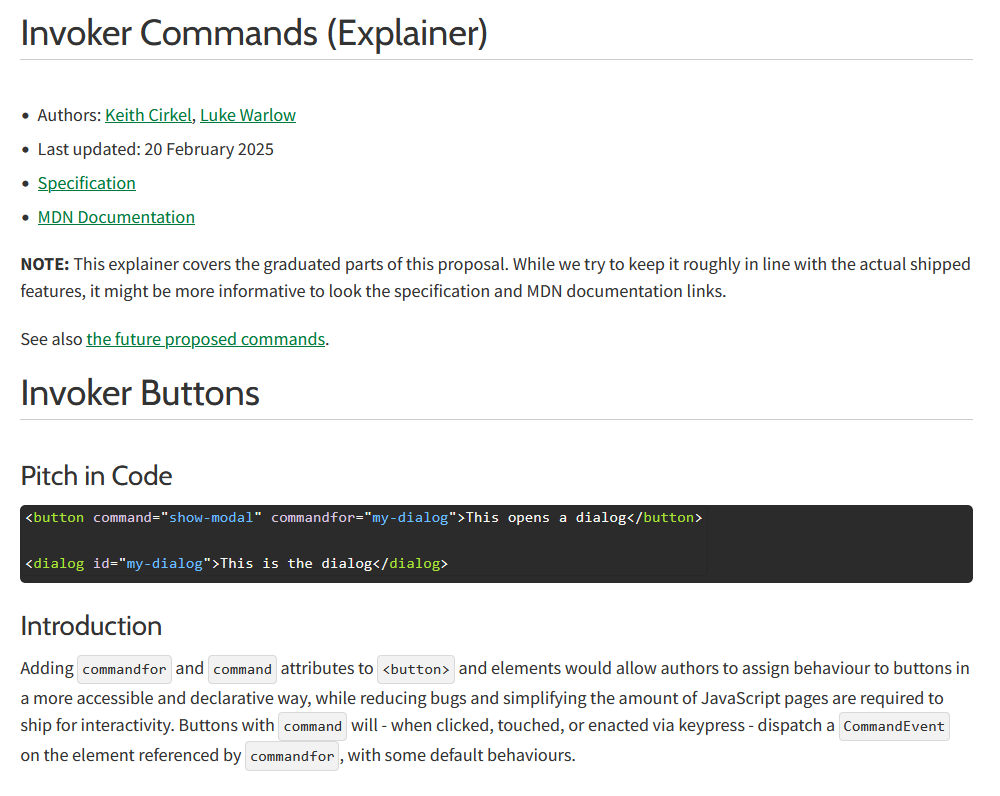 Invoker Commands (Explainer)
• Authors: Keith Cirkel, Luke Warlow
• Last updated: 20 February 2025
• Specification
• MDN Documentation
NOTE: This explainer covers the graduated parts of this proposal. While we try to keep it roughly in line with the actual shipped
features, it might be more informative to look the specification and MDN documentation links.
See also the future proposed commands.
Invoker Buttons
Pitch in Code
<button command="show-modal" commandfor="my-dialog">This opens a dialog</button>
<dialog id="my-dialog">This is the dialog</dialog>
Introduction
Adding commandfor and command attributes to <button> and elements would allow authors to assign behaviour to buttons in
a more accessible and declarative way, while reducing bugs and simplifying the amount of JavaScript pages are required to
ship for interactivity. Buttons with command will - when clicked, touched, or enacted via keypress - dispatch a CommandEvent
on the element referenced by commandfor, with some default behaviours.